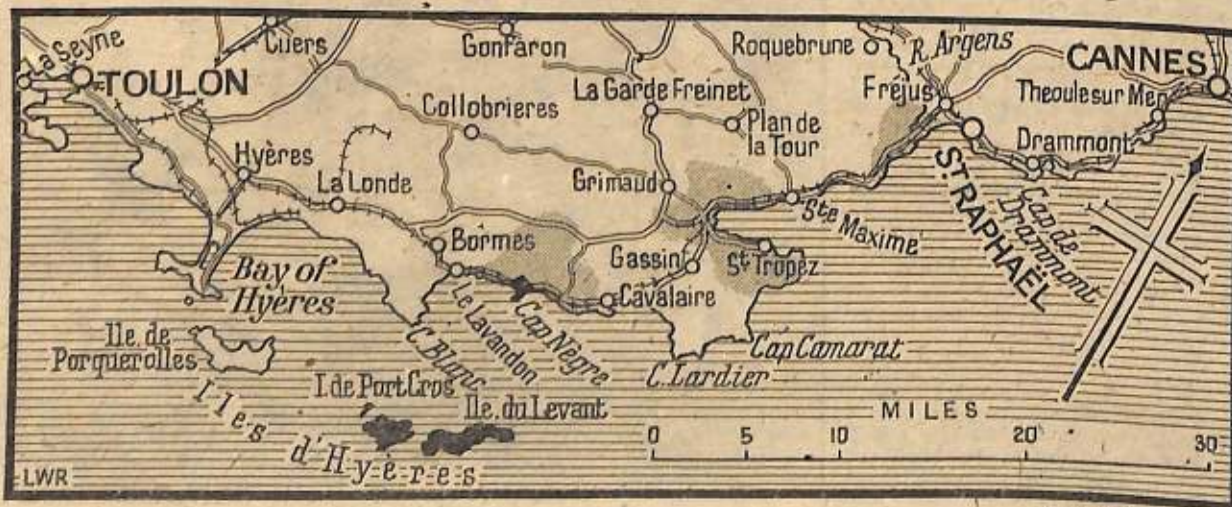 La Seyne
TOULON
Cuers
Gonfaron
Roquebrune
R. Argens
CANNES
Fréjus
Theoule sur Mer
La Garde Freinet
Collobrieres
Plan de
la Tour
Drammont
Hyères
La Londe
Grimaud
Ste Maxime
ST. RAPHAËL
Cap de
Drammont
Bormes
Gassin
St Tropez
Bay of
Hyères
Cavalaire
Le Lavandon
Cap Nègre
C. Blanc
Ile. de
Porquerolles
Cap Camarat
C. Lardier
I. de Port Cros
Ile. du Levant
Iles d'Hyères
MILES
0 5 10 20 30
LWR